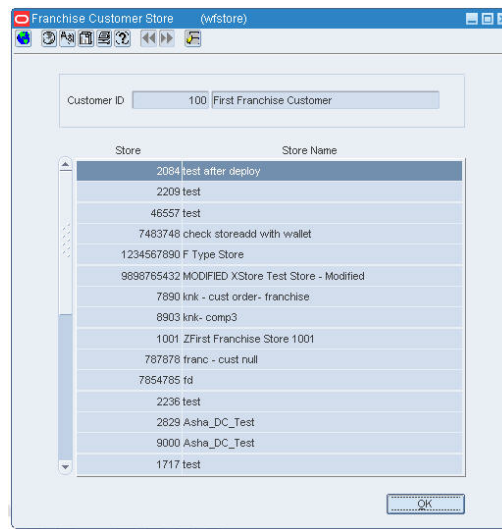 Franchise Customer Store (wfstore)
Customer ID 100 First Franchise Customer
Store Store Name
2084 test after deploy
2209 test
46557 test
7483748 check storeadd with wallet
1234567890 F Type Store
9898765432 MODIFIED XStore Test Store - Modified
7890 knk - cust order- franchise
8903 knk- comp3
1001 ZFirst Franchise Store 1001
787878 franc - cust null
7854785 fd
2236 test
2829 Asha_DC_Test
9000 Asha_DC_Test
1717 test
OK